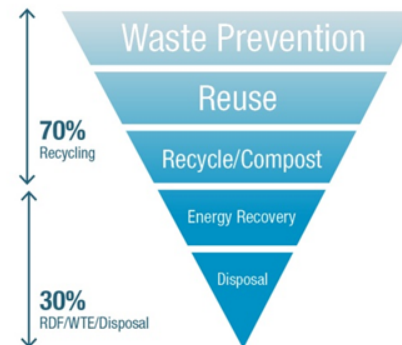 Waste Prevention
Reuse
70%
Recycling
Recycle/Compost
Energy Recovery
Disposal
30%
RDF/WTE/Disposal